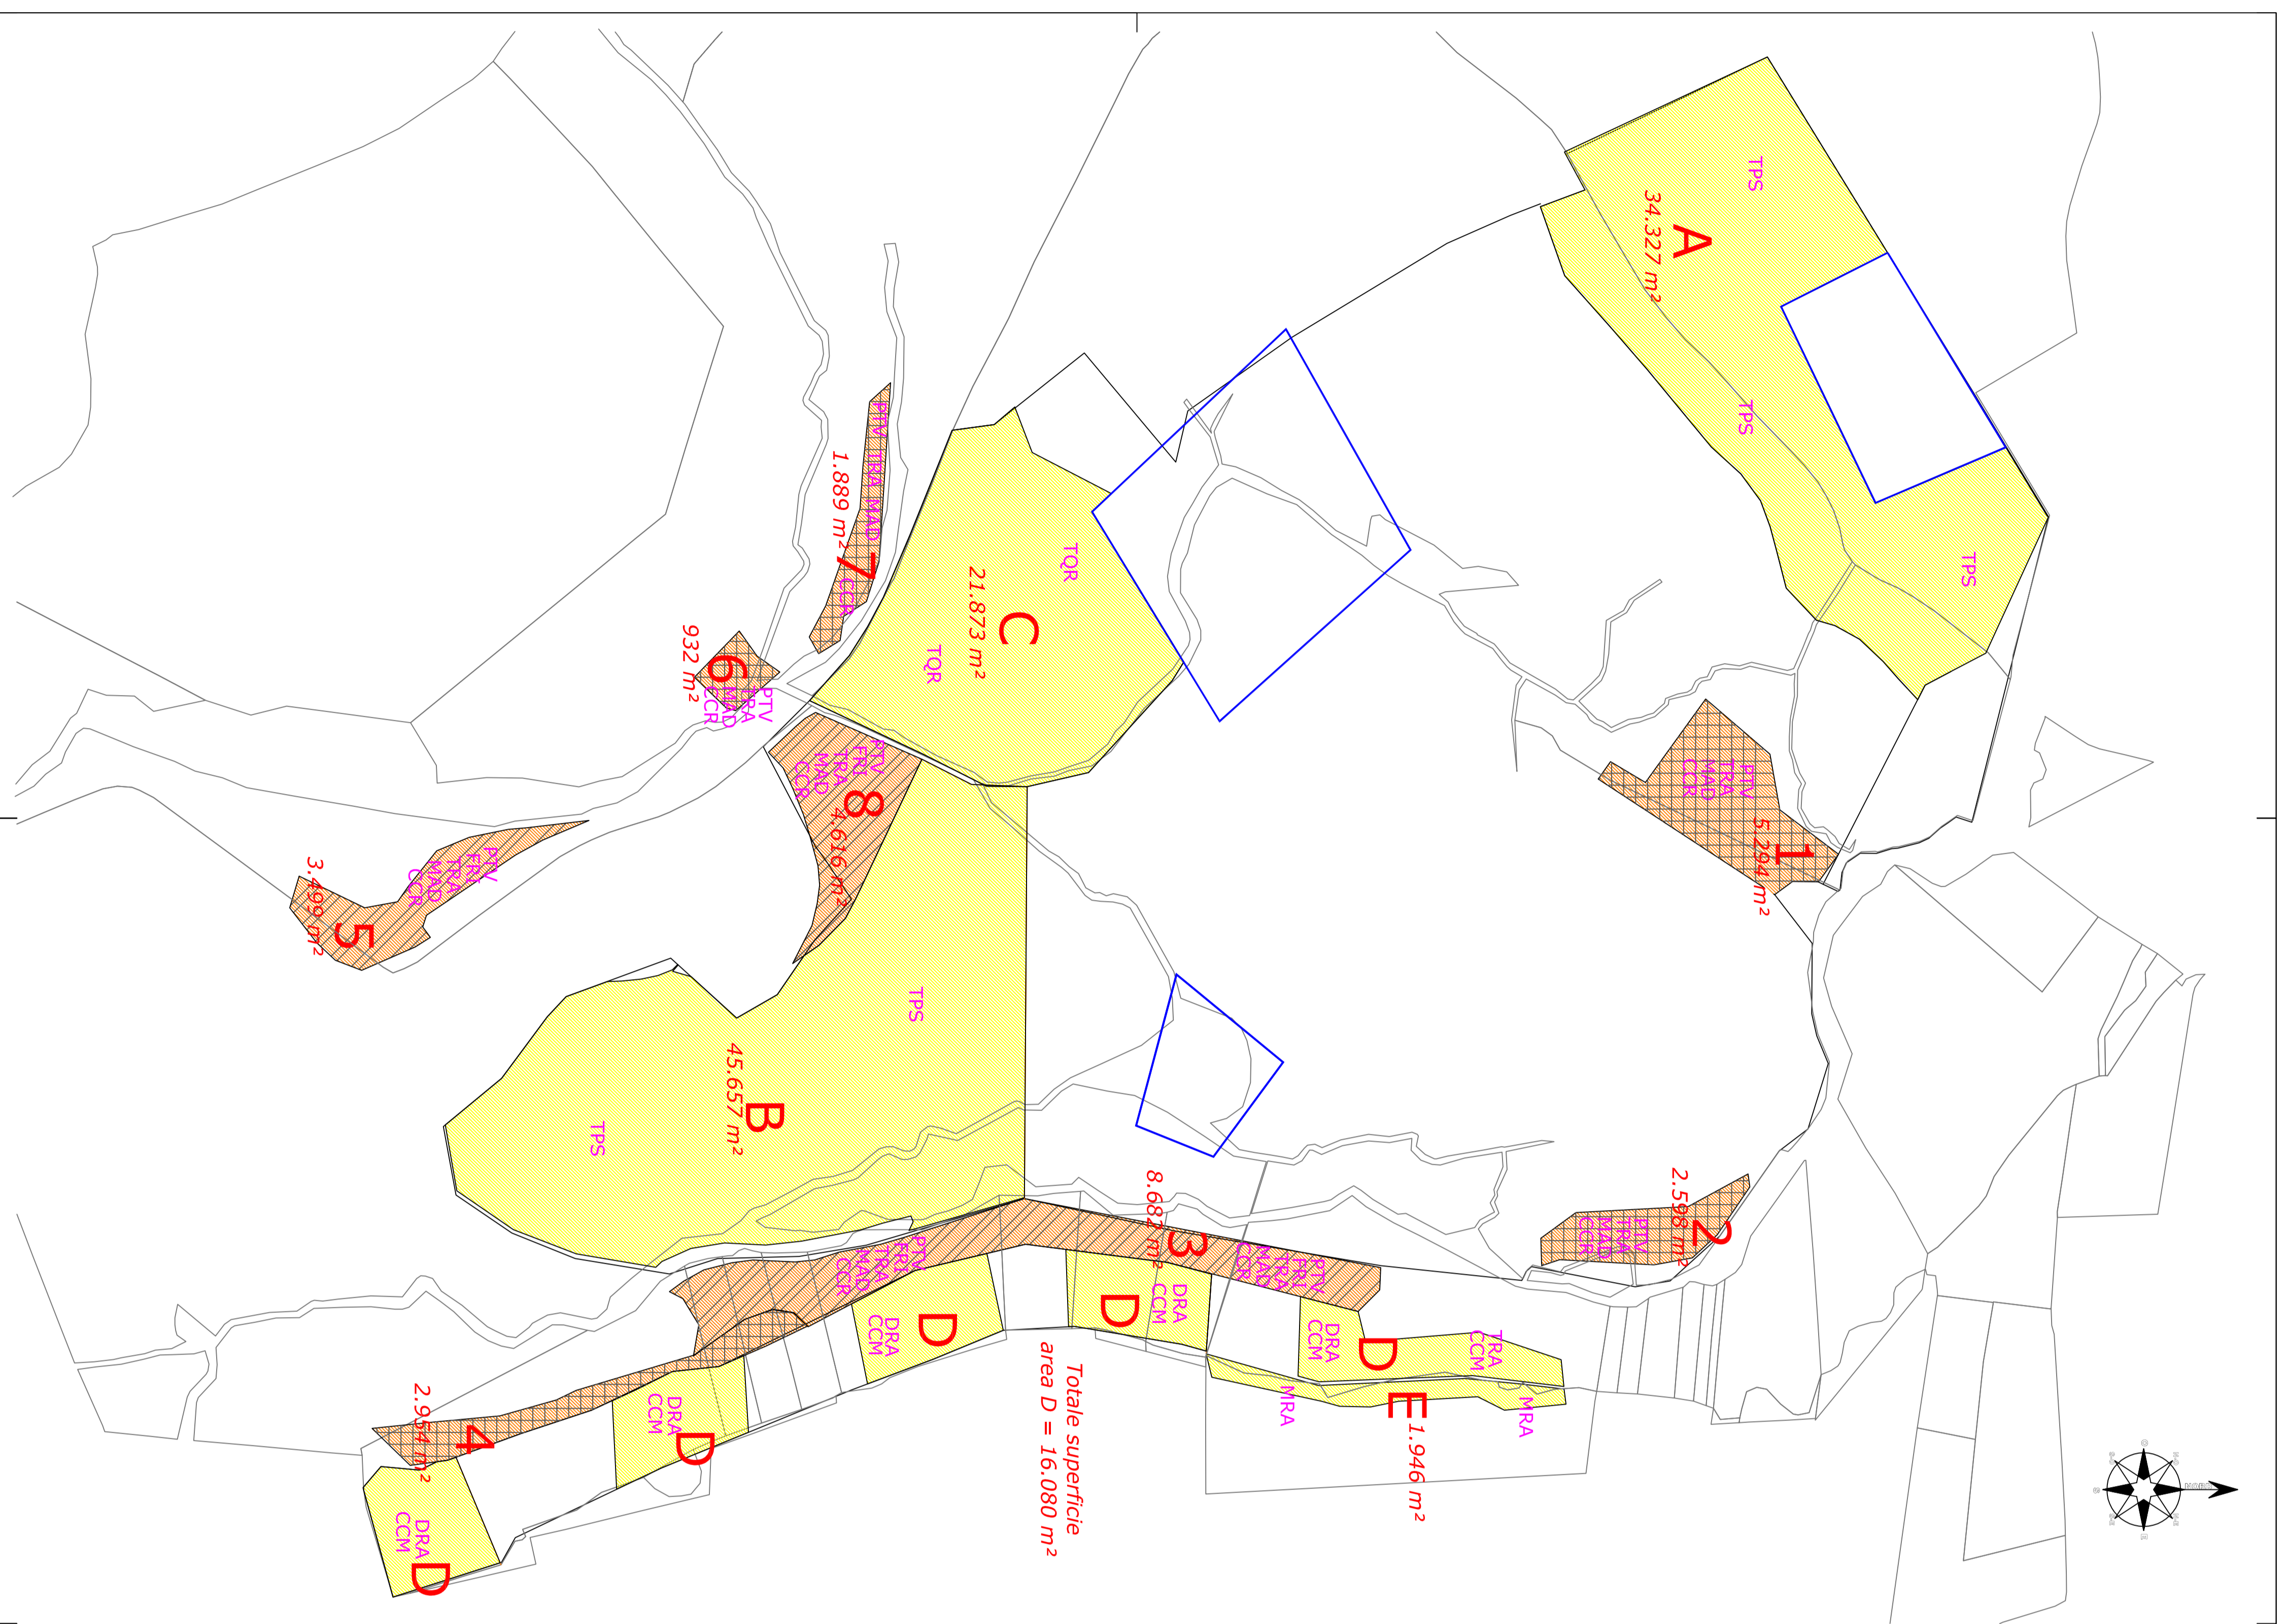 TPS
A
34.327 m²
TPS
TPS
PTV TRA MAD CCR
7
1.889 m²
TQR
C
21.873 m²
TQR
6
932 m²
PTV
TRA
MAD
CCR
PTV
FRI
TRA
MAD
CCR
8
4.616 m²
PTV
TRA
MAD
CCR
1
5.294 m²
PTV
FRI
TRA
MAD
CCR
5
3.499 m²
TPS
B
45.657 m²
TPS
2
2.598 m²
PTV
TRA
MAD
CCR
3
8.682 m²
PTV
FRI
TRA
MAD
CCR
PTV
FRI
TRA
MAD
CCR
D
DRA
CCM
D
DRA
CCM
D
DRA
CCM
TRA
CCM
E
1.946 m²
MRA
MRA
Totale superficie
area D = 16.080 m²
4
2.954 m²
DRA
CCM
D
DRA
CCM
D